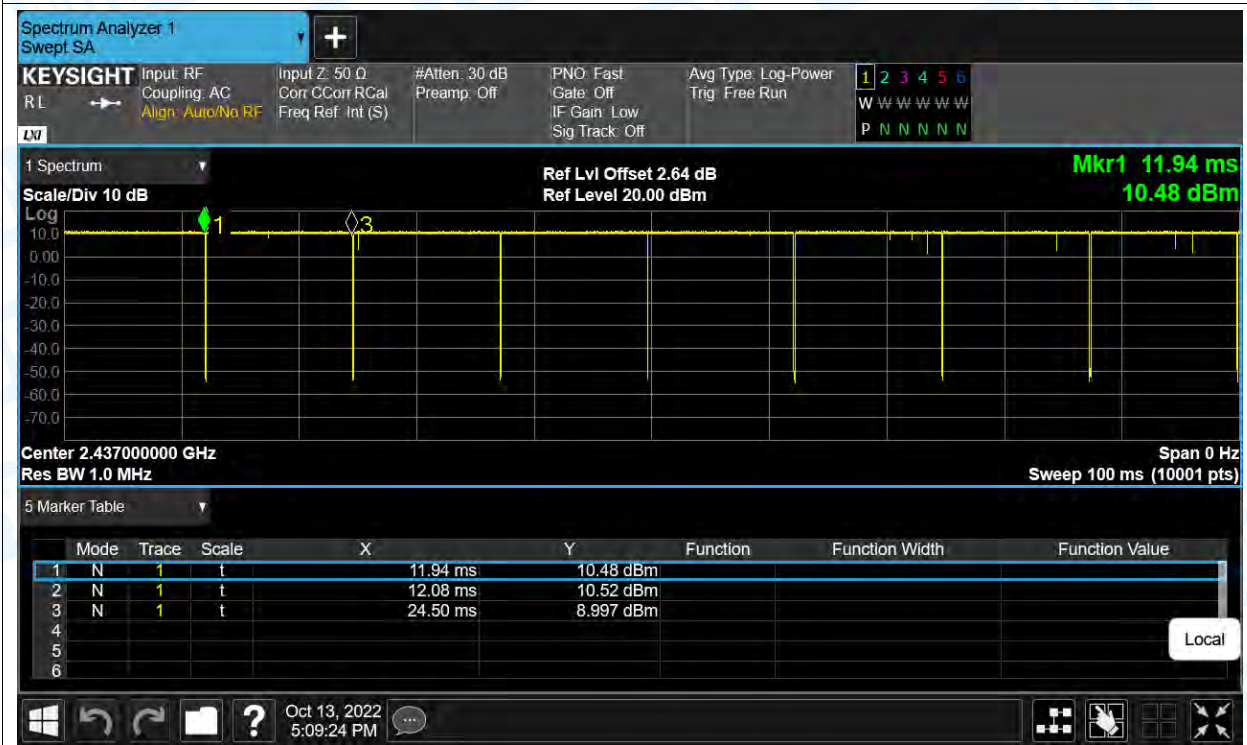 Spectrum Analyzer 1
Swept SA
KEYSIGHT Input: RF Input Z: 50 Ω #Atten: 30 dB PNO: Fast Avg Type: Log-Power 1 2 3 4 5 6
RL Coupling: AC Corr CCorr RCal Preamp: Off Gate: Off Trig: Free Run W W W W W W
Align: Auto/No RF Freq Ref: Int (S) IF Gain: Low
LXI Sig Track: Off P N N N N N
1 Spectrum Ref Lvl Offset 2.64 dB Mkr1 11.94 ms
Scale/Div 10 dB Ref Level 20.00 dBm 10.48 dBm
Log
1 3
10.0
0.00
-10.0
-20.0
-30.0
-40.0
-50.0
-60.0
-70.0
Center 2.437000000 GHz Span 0 Hz
Res BW 1.0 MHz Sweep 100 ms (10001 pts)
5 Marker Table
Mode Trace Scale X Y Function Function Width Function Value
1 N 1 t 11.94 ms 10.48 dBm
2 N 1 t 12.08 ms 10.52 dBm
3 N 1 t 24.50 ms 8.997 dBm
4
5
6
Local
? Oct 13, 2022
5:09:24 PM